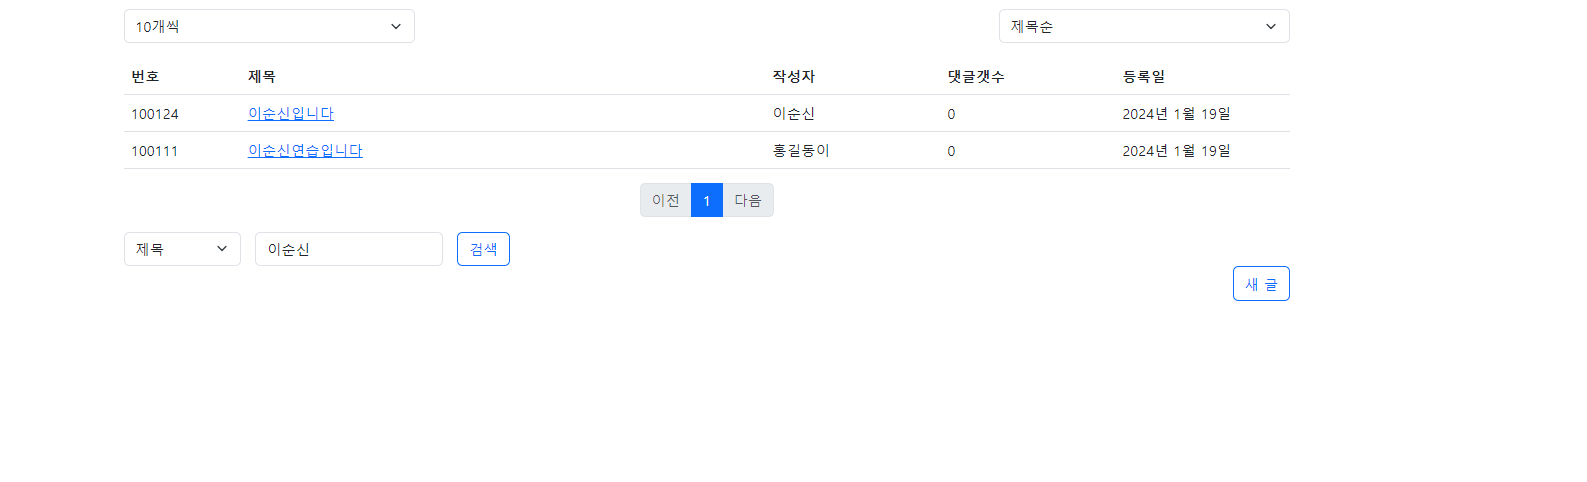 10개씩 제목순
번호 제목 작성자 댓글갯수 등록일
100124 이순신입니다 이순신 0 2024년 1월 19일
100111 이순신연습입니다 홍길동이 0 2024년 1월 19일
이전 1 다음
제목 이순신 검색
새 글